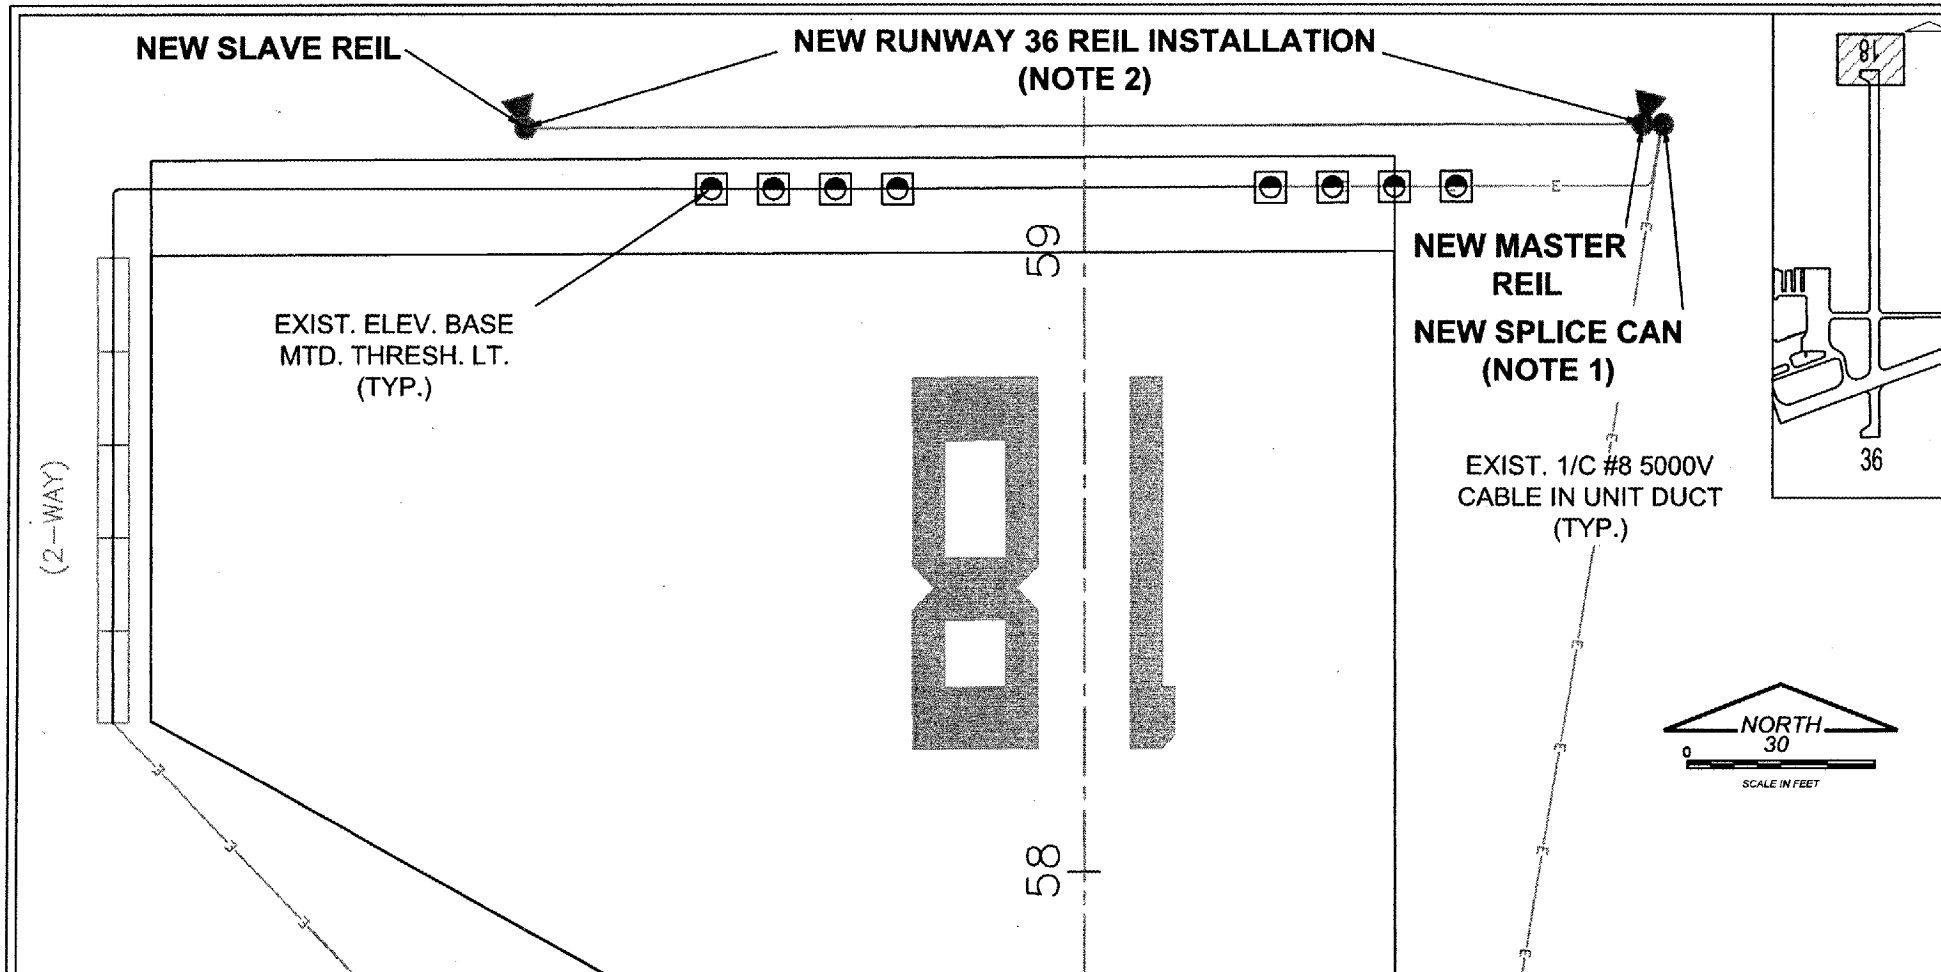 NEW SLAVE REIL
NEW RUNWAY 36 REIL INSTALLATION
(NOTE 2)
18
59
E
E
NEW MASTER
REIL
NEW SPLICE CAN
(NOTE 1)
EXIST. ELEV. BASE
MTD. THRESH. LT.
(TYP.)
EXIST. 1/C #8 5000V
CABLE IN UNIT DUCT
(TYP.)
36
(2-WAY)
18
E
E
E
E
E
E
E
E
58
NORTH
0
30
SCALE IN FEET